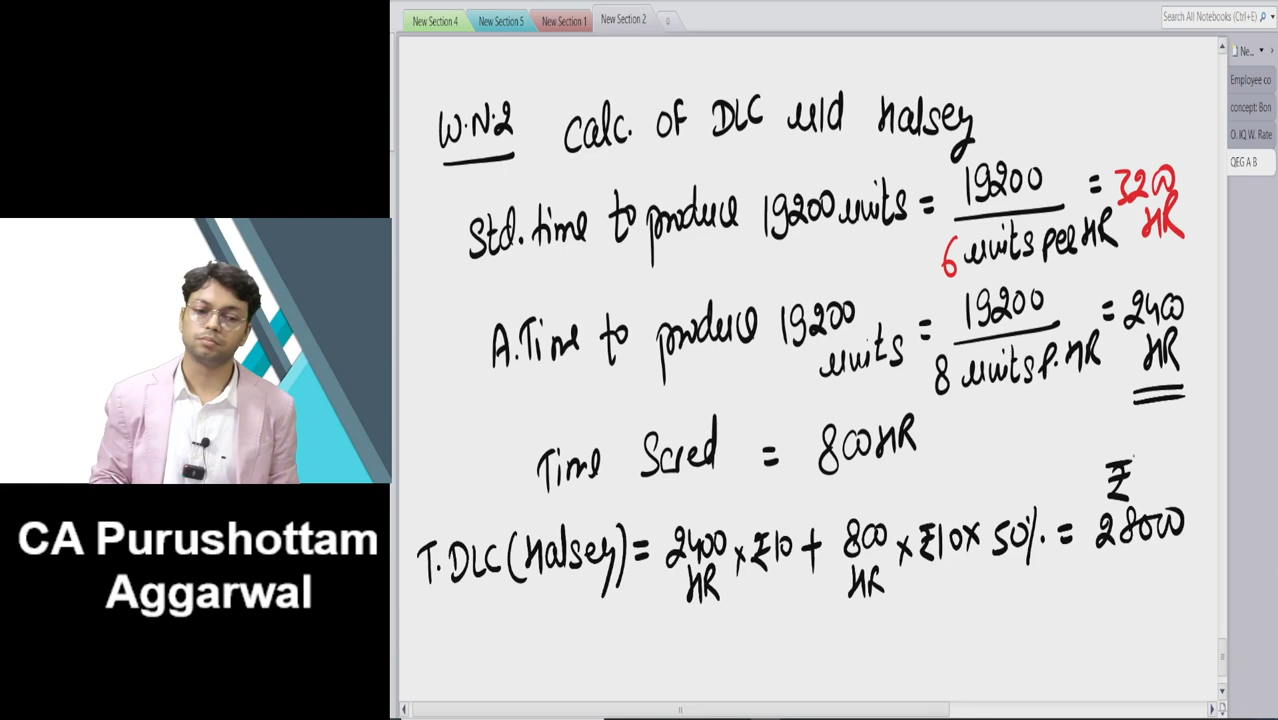 New Section 4 New Section 5 New Section 1 New Section 2
Search All Notebooks (Ctrl+E)
Ne...
Employee co
concept: Bon
O. IQ W. Rate
QEG A B
W.N.2 Calc. of DLC u/d Halsey
Std. time to produce 19200 units = 19200 / 6 units per HR = 3200 HR
A.Time to produce 19200 units = 19200 / 8 units P. HR = 2400 HR
Time Saved = 800 HR
₹
T.DLC (Halsey) = 2400 HR × ₹10 + 800 HR × ₹10 × 50% = 28000
CA Purushottam
Aggarwal